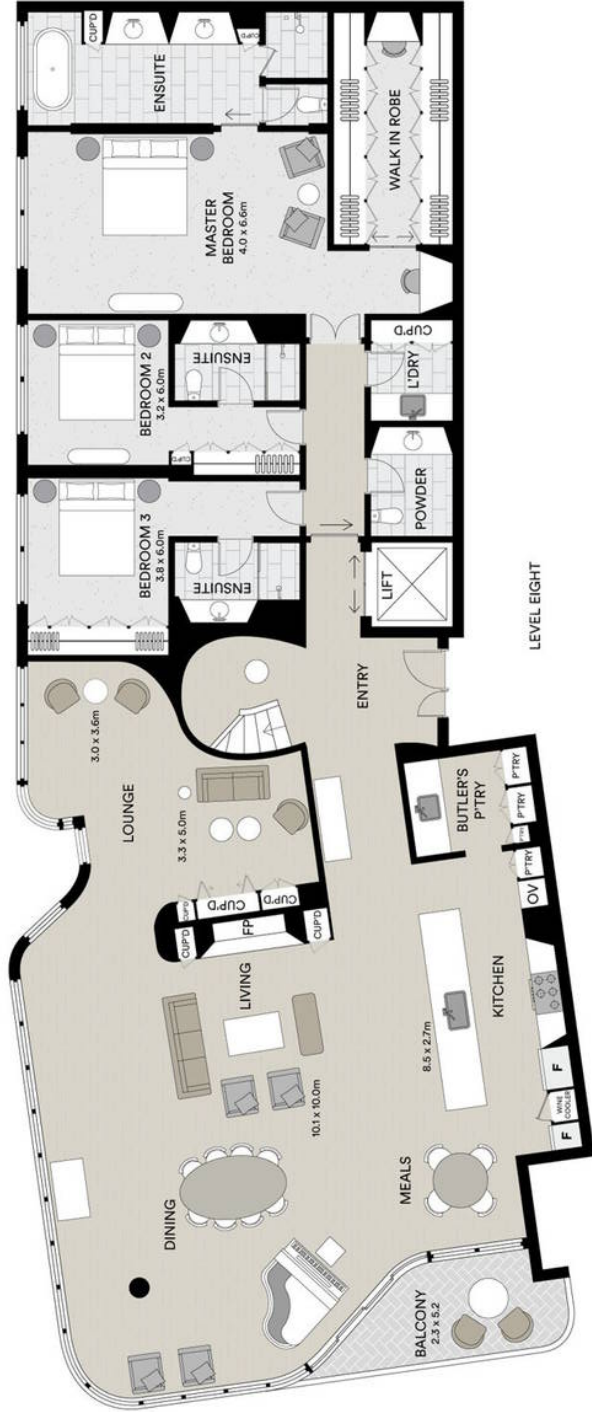 CUP'D
CUP'D
ENSUITE
WALK IN ROBE
MASTER
BEDROOM
4.0 x 6.6m
BEDROOM 2
3.2 x 6.0m
ENSUITE
CUP'D
L'DRY
CUP'D
BEDROOM 3
3.8 x 6.0m
ENSUITE
POWDER
LIFT
LEVEL EIGHT
ENTRY
LOUNGE
3.0 x 3.6m
3.3 x 5.0m
CUP'D
CUP'D
CUP'D
CUP'D
FP
CUP'D
BUTLER'S
P'TRY
P'TRY
P'TRY
P'TRY
P'TRY
OV
LIVING
10.1 x 10.0m
KITCHEN
8.5 x 2.7m
F
WINE
COOLER
F
DINING
MEALS
BALCONY
2.3 x 5.2